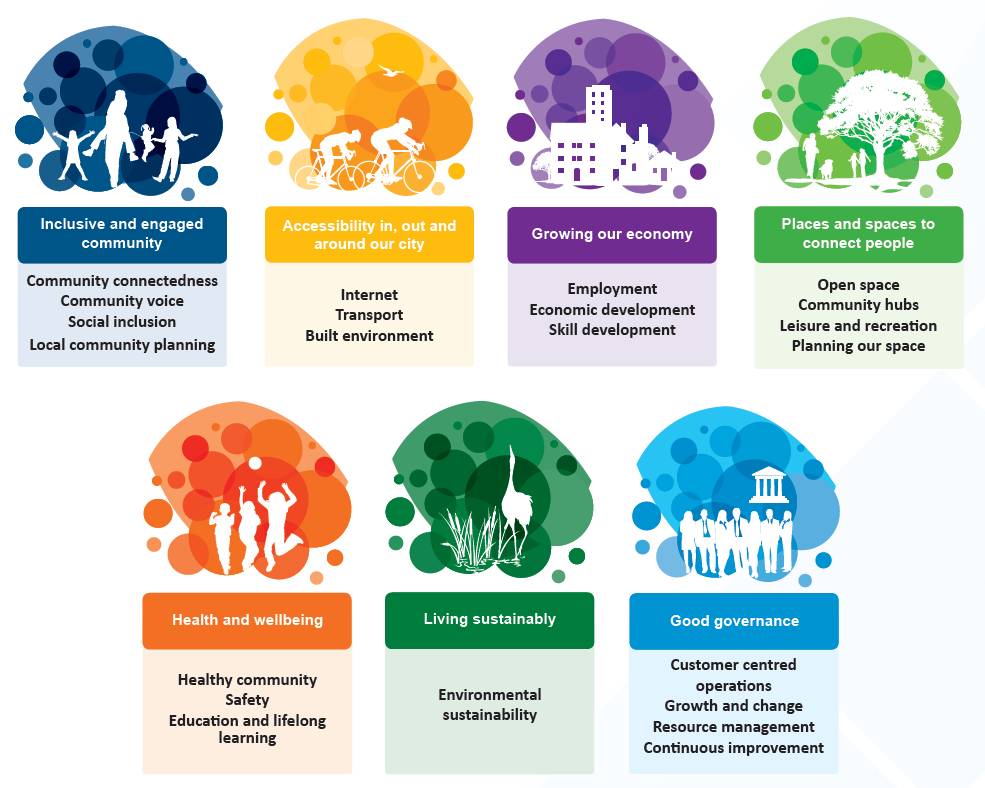 Inclusive and engaged
community
Community connectedness
Community voice
Social inclusion
Local community planning
Accessibility in, out and
around our city
Internet
Transport
Built environment
Growing our economy
Employment
Economic development
Skill development
Places and spaces to
connect people
Open space
Community hubs
Leisure and recreation
Planning our space
Health and wellbeing
Healthy community
Safety
Education and lifelong
learning
Living sustainably
Environmental
sustainability
Good governance
Customer centred
operations
Growth and change
Resource management
Continuous improvement